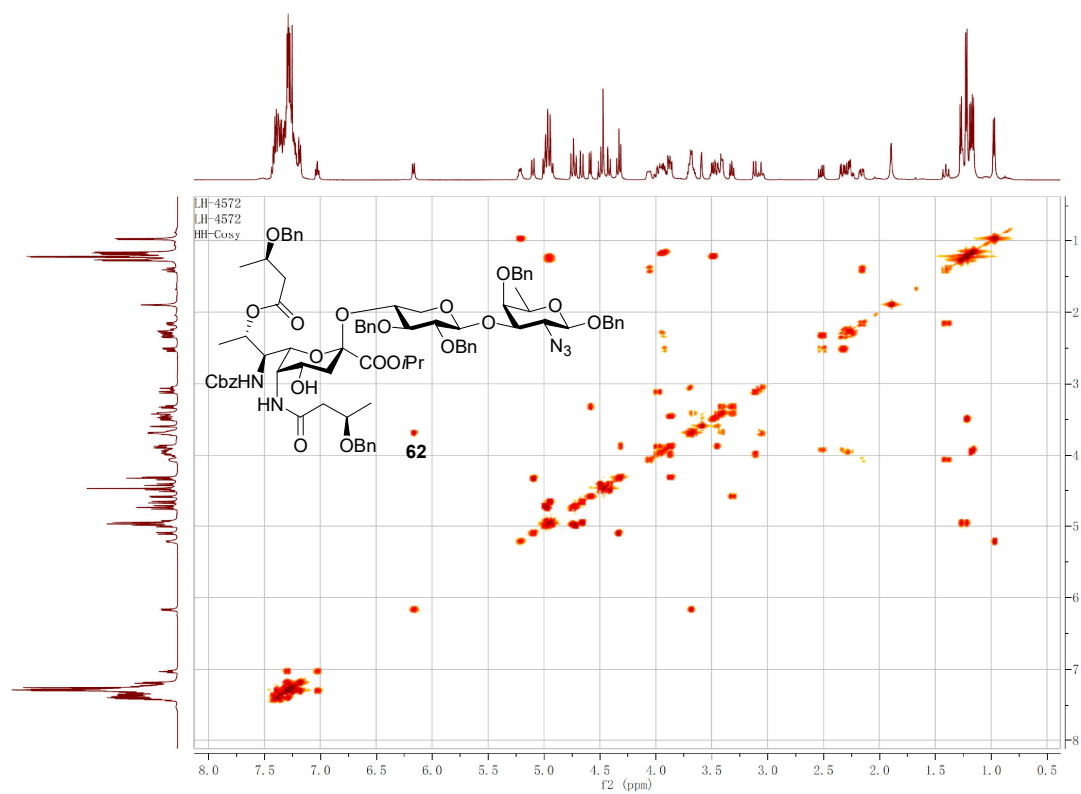 LH-4572
LH-4572
HH-Cosy
OBn
O
O
CbzHN
HN
O
OBn
O
OH
O
COOiPr
BnO
O
OBn
O
OBn
O
N3
OBn
62
1
2
3
4
5
6
7
8
8.0 7.5 7.0 6.5 6.0 5.5 5.0 4.5 4.0 3.5 3.0 2.5 2.0 1.5 1.0 0.5
f2 (ppm)